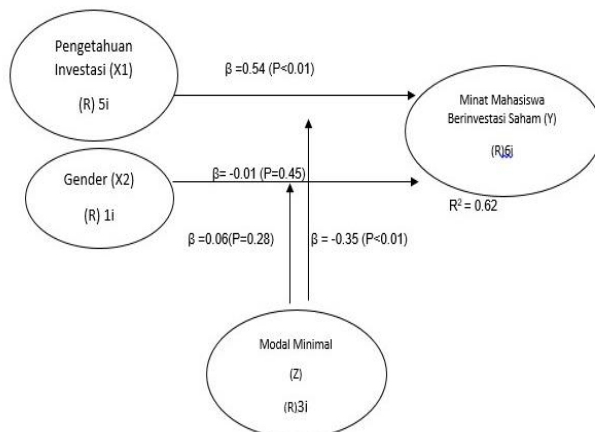 Pengetahuan
Investasi (X1)
(R) 5i
β =0.54 (P<0.01)
Minat Mahasiswa
Berinvestasi Saham (Y)
(R)6i
R² = 0.62
Gender (X2)
(R) 1i
β= -0.01 (P=0.45)
β =0.06(P=0.28)
β = -0.35 (P<0.01)
Modal Minimal
(Z)
(R)3i